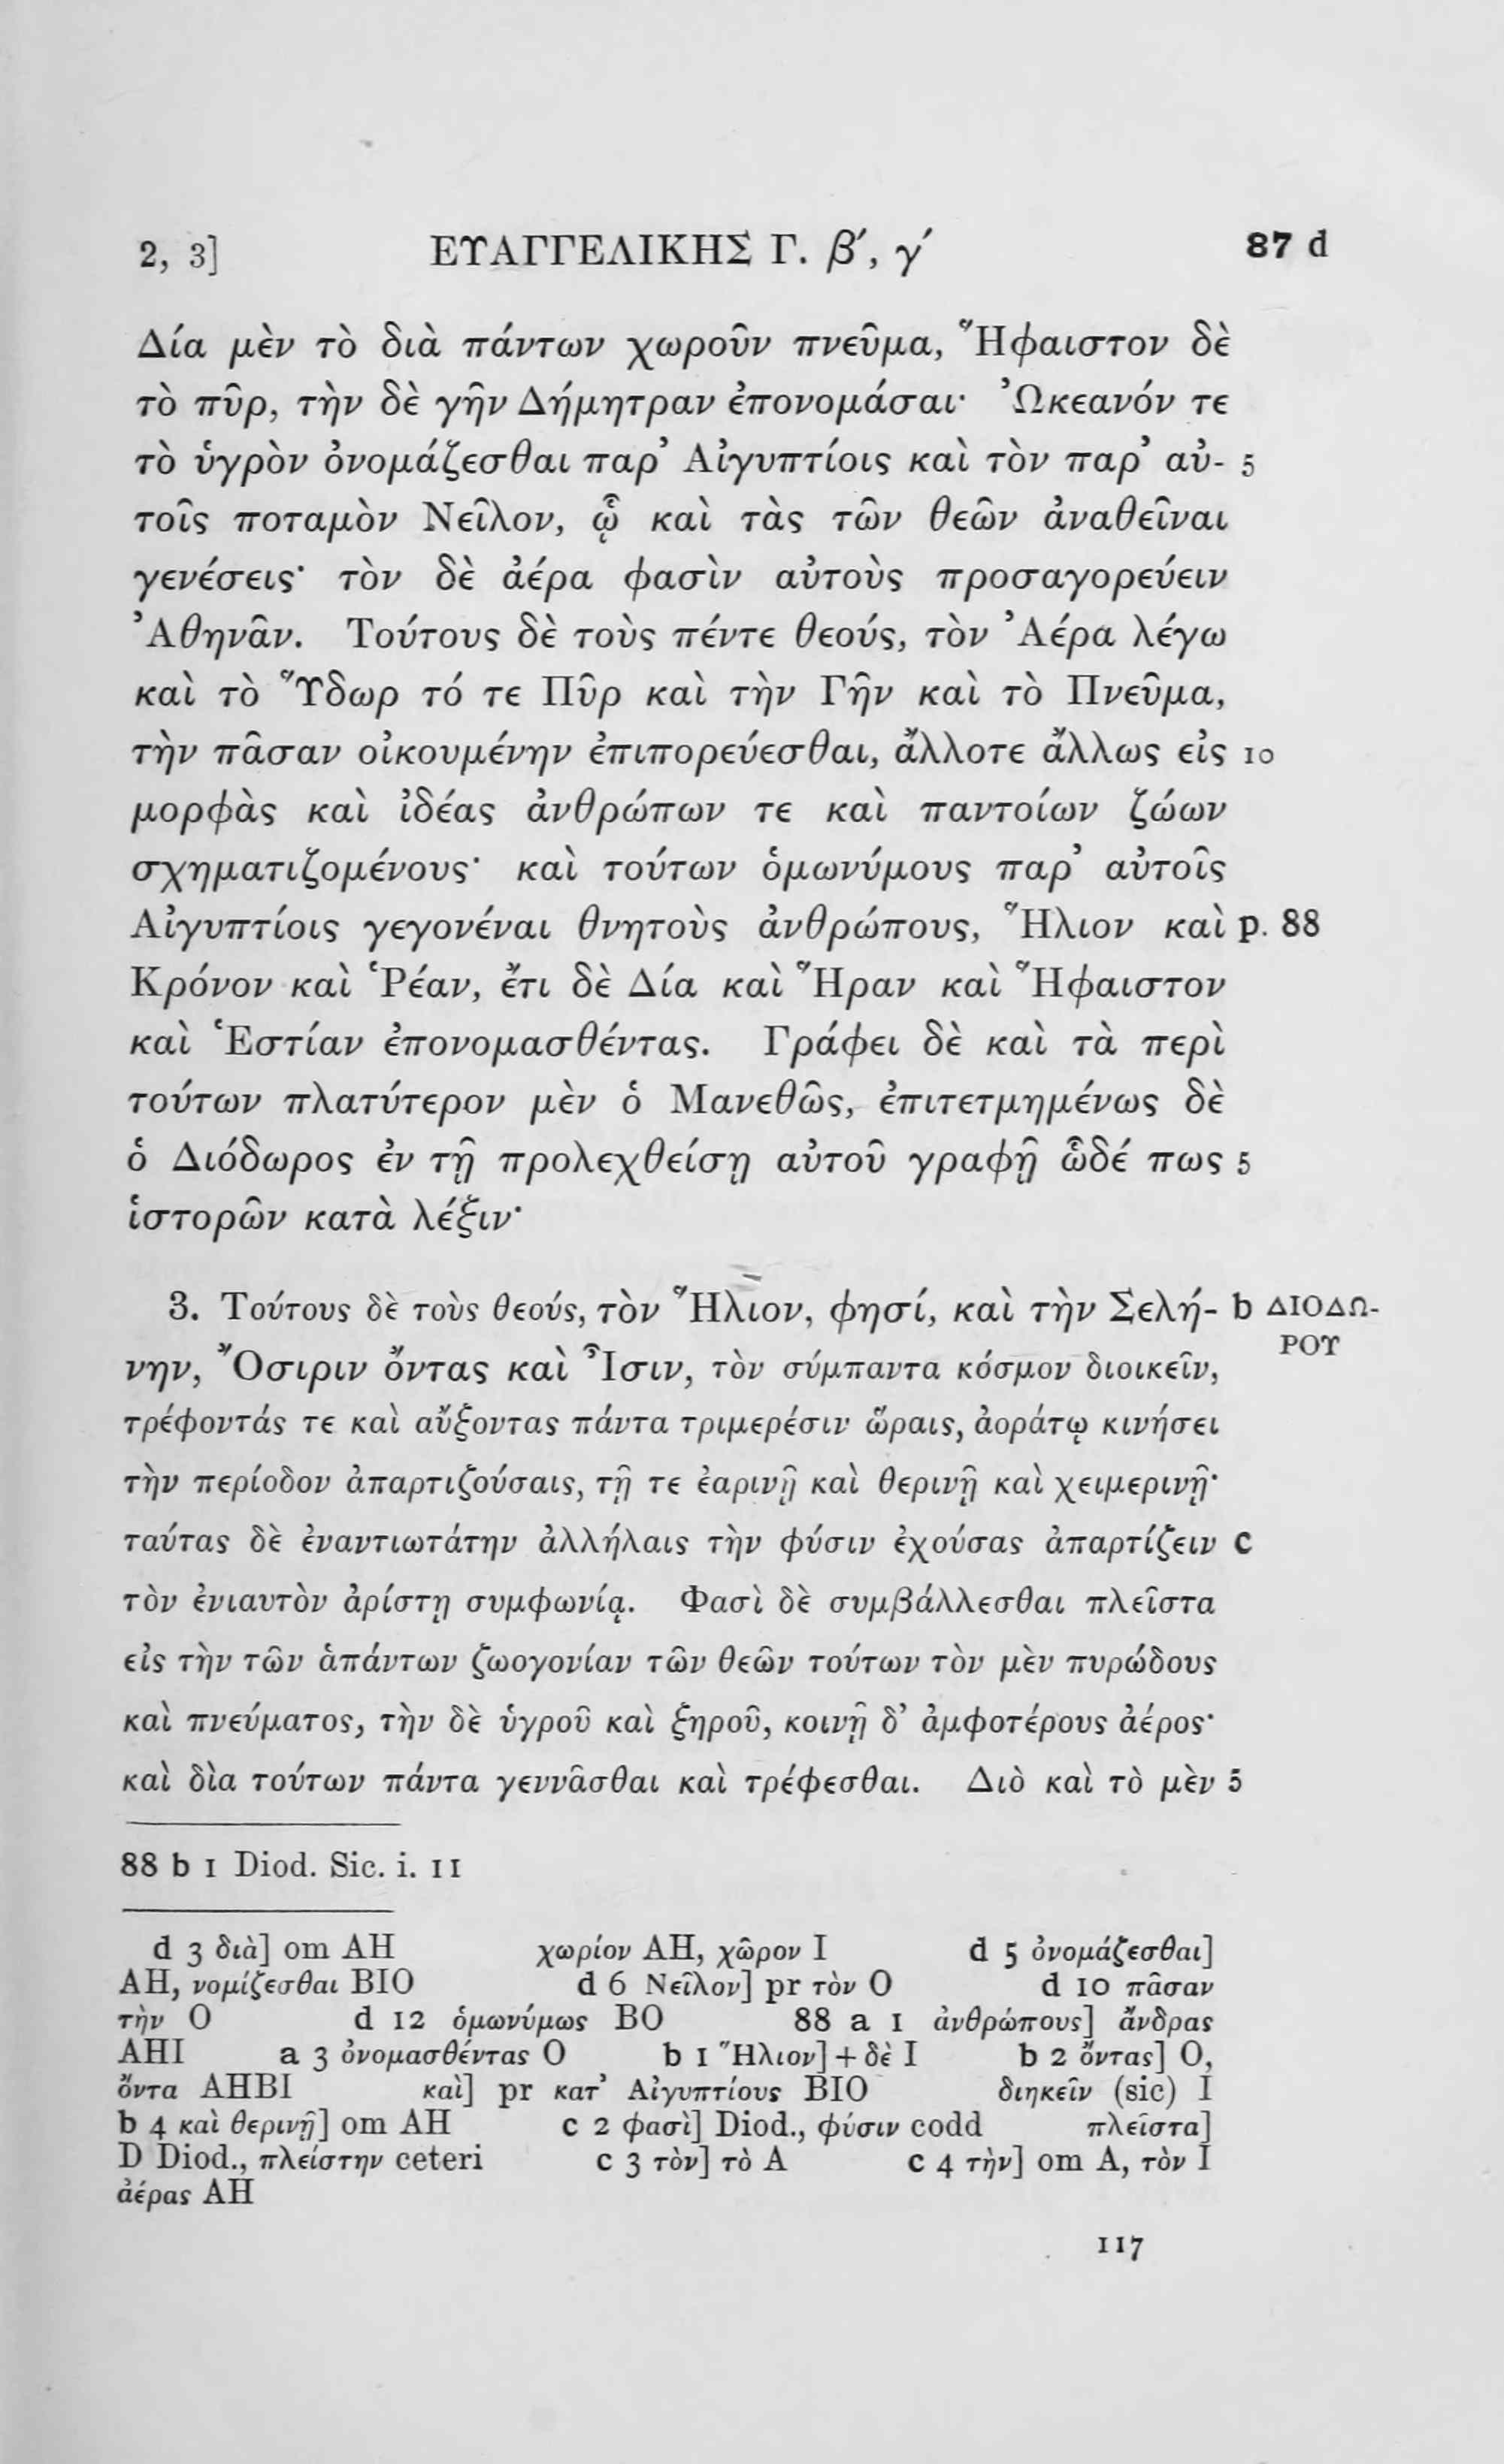 2, 3] ΕΥΑΓΓΕΛΙΚΗΣ Γ. β′, γ′ 87 d
Δία μὲν τὸ διὰ πάντων χωροῦν πνεῦμα, Ἥφαιστον δὲ
τὸ πῦρ, τὴν δὲ γῆν Δήμητραν ἐπονομάσαι· Ὠκεανόν τε
τὸ ὑγρὸν ὀνομάζεσθαι παρ’ Αἰγυπτίοις καὶ τὸν παρ’ αὐ- 5
τοῖς ποταμὸν Νεῖλον, ᾧ καὶ τὰς τῶν θεῶν ἀναθεῖναι
γενέσεις· τὸν δὲ ἀέρα φασὶν αὐτοὺς προσαγορεύειν
Ἀθηνᾶν. Τούτους δὲ τοὺς πέντε θεούς, τὸν Ἀέρα λέγω
καὶ τὸ Ὕδωρ τό τε Πῦρ καὶ τὴν Γῆν καὶ τὸ Πνεῦμα,
τὴν πᾶσαν οἰκουμένην ἐπιπορεύεσθαι, ἄλλοτε ἄλλως εἰς 10
μορφὰς καὶ ἰδέας ἀνθρώπων τε καὶ παντοίων ζώων
σχηματιζομένους· καὶ τούτων ὁμωνύμους παρ’ αὐτοῖς
Αἰγυπτίοις γεγονέναι θνητοὺς ἀνθρώπους, Ἥλιον καὶ p. 88
Κρόνον καὶ Ῥέαν, ἔτι δὲ Δία καὶ Ἥραν καὶ Ἥφαιστον
καὶ Ἑστίαν ἐπονομασθέντας. Γράφει δὲ καὶ τὰ περὶ
τούτων πλατύτερον μὲν ὁ Μανεθῶς, ἐπιτετμημένως δὲ
ὁ Διόδωρος ἐν τῇ προλεχθείσῃ αὐτοῦ γραφῇ ὧδέ πως 5
ἱστορῶν κατὰ λέξιν·
3. Τούτους δὲ τοὺς θεούς, τὸν Ἥλιον, φησί, καὶ τὴν Σελή- b ΔΙΟΔΩ-
ΡΟΥ
νην, Ὄσιριν ὄντας καὶ Ἶσιν, τὸν σύμπαντα κόσμον διοικεῖν,
τρέφοντάς τε καὶ αὔξοντας πάντα τριμερέσιν ὥραις, ἀοράτῳ κινήσει
τὴν περίοδον ἀπαρτιζούσαις, τῇ τε ἐαρινῇ καὶ θερινῇ καὶ χειμερινῇ·
ταύτας δὲ ἐναντιωτάτην ἀλλήλαις τὴν φύσιν ἐχούσας ἀπαρτίζειν c
τὸν ἐνιαυτὸν ἀρίστῃ συμφωνίᾳ. Φασὶ δὲ συμβάλλεσθαι πλεῖστα
εἰς τὴν τῶν ἁπάντων ζωογονίαν τῶν θεῶν τούτων τὸν μὲν πυρώδους
καὶ πνεύματος, τὴν δὲ ὑγροῦ καὶ ξηροῦ, κοινῇ δ’ ἀμφοτέρους ἀέρος·
καὶ δὶα τούτων πάντα γεννᾶσθαι καὶ τρέφεσθαι. Διὸ καὶ τὸ μὲν 5
88 b 1 Diod. Sic. i. 11
d 3 διὰ] om AH χωρίον AH, χῶρον I d 5 ὀνομάζεσθαι]
AH, νομίζεσθαι BIO d 6 Νεῖλον] pr τὸν O d 10 πᾶσαν
τὴν O d 12 ὁμωνύμως BO 88 a 1 ἀνθρώπους] ἄνδρας
AHI a 3 ὀνομασθέντας O b 1 Ἥλιον] + δὲ I b 2 ὄντας] O,
ὄντα AHBI καὶ] pr κατ’ Αἰγυπτίους BIO διηκεῖν (sic) I
b 4 καὶ θερινῇ] om AH c 2 φασὶ] Diod., φύσιν codd πλεῖστα]
D Diod., πλείστην ceteri c 3 τὸν] τὸ A c 4 τὴν] om A, τὸν I
ἀέρας AH
117